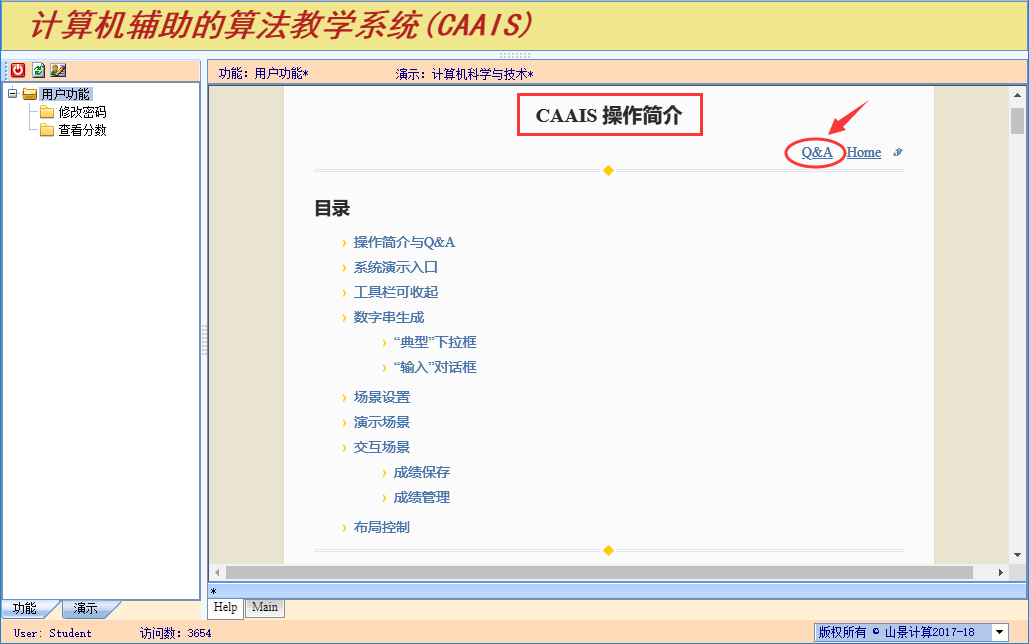 计算机辅助的算法教学系统(CAAIS)
功能: 用户功能* 演示: 计算机科学与技术*
用户功能
修改密码
查看分数
CAAIS 操作简介
Q&A Home
目录
操作简介与Q&A
系统演示入口
工具栏可收起
数字串生成
“典型”下拉框
“输入”对话框
场景设置
演示场景
交互场景
成绩保存
成绩管理
布局控制
*
Help Main
功能 演示
User: Student 访问数: 3654 版权所有 © 山景计算2017-18